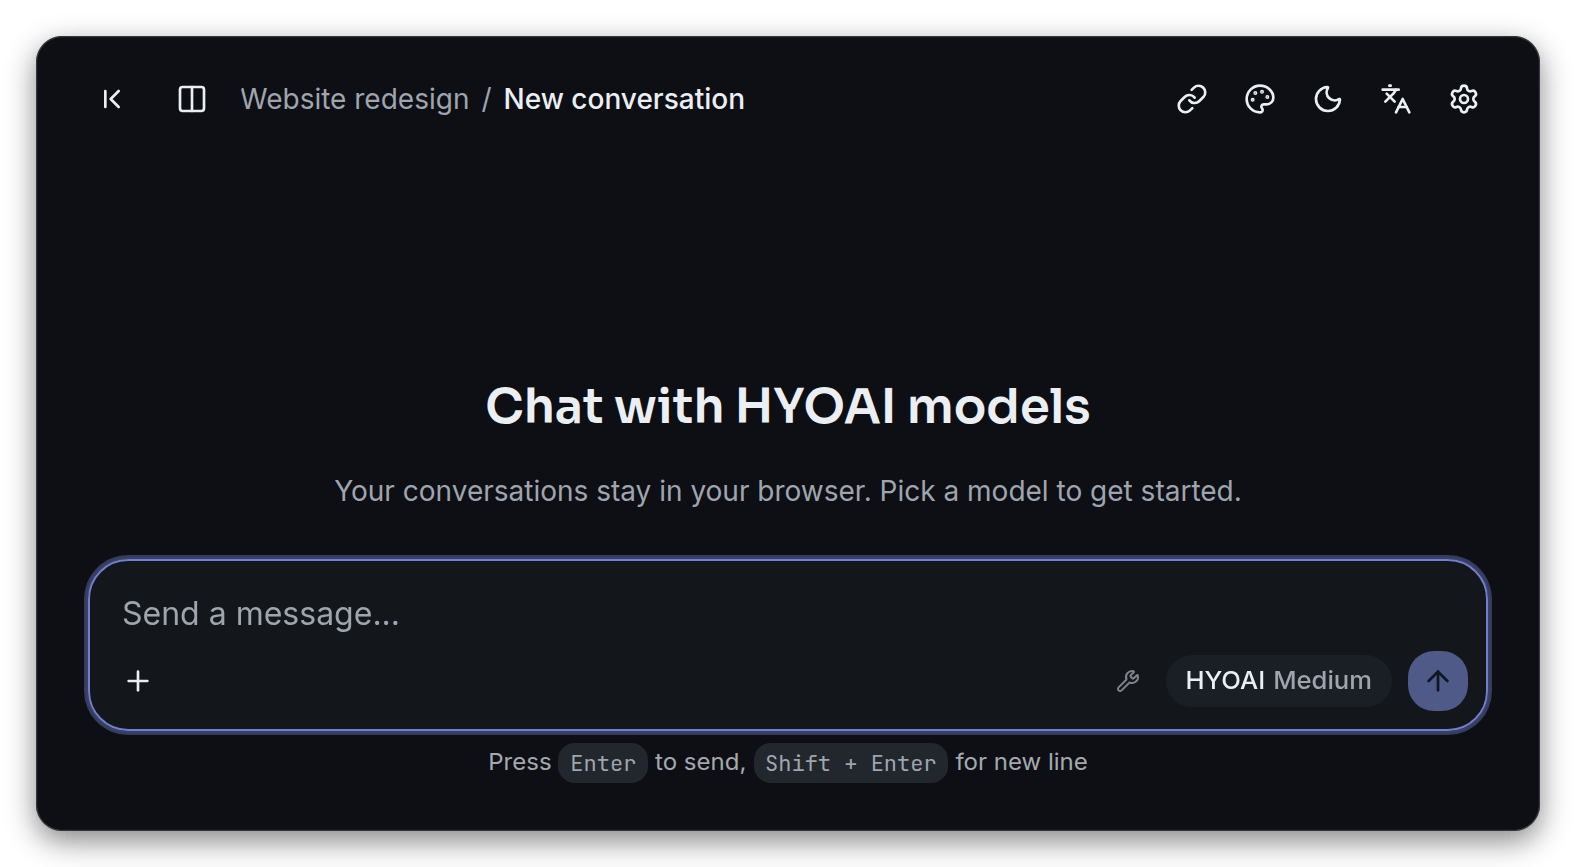 Website redesign / New conversation
Chat with HYOAI models
Your conversations stay in your browser. Pick a model to get started.
Send a message...
HYOAI Medium
Press Enter to send, Shift + Enter for new line